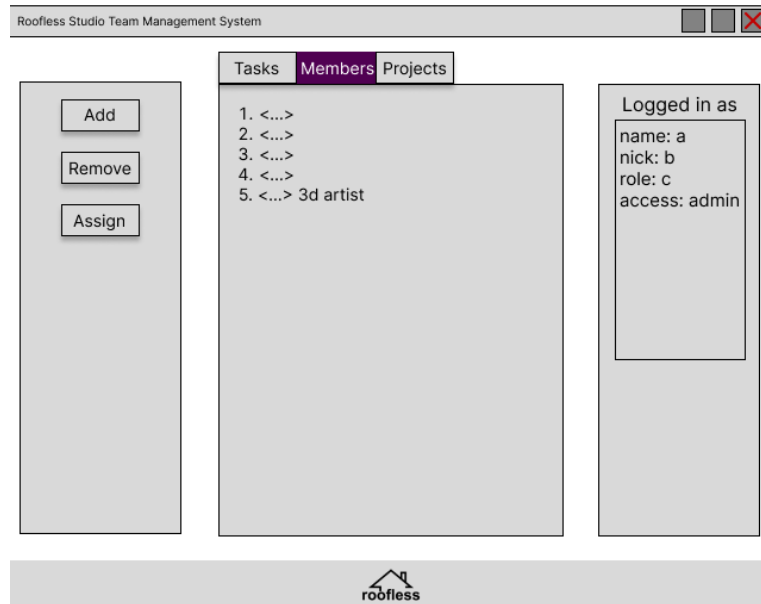 Roofless Studio Team Management System
Tasks Members Projects
Add
Remove
Assign
1. <...>
2. <...>
3. <...>
4. <...>
5. <...> 3d artist
Logged in as
name: a
nick: b
role: c
access: admin
roofless